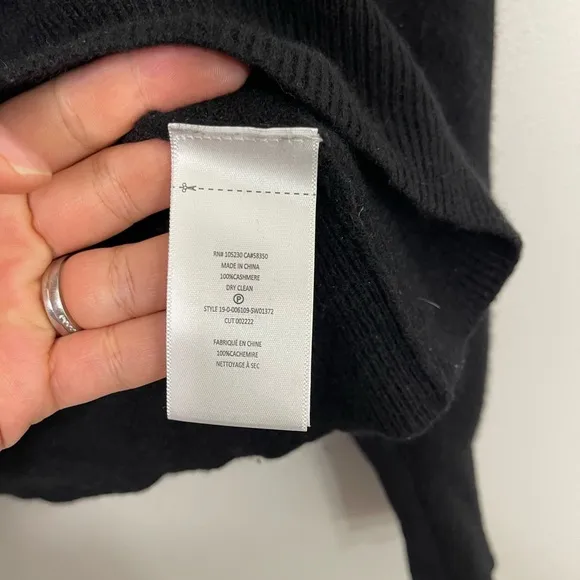 RN# 105230 CA#58350
MADE IN CHINA
100%CASHMERE
DRY CLEAN
P
STYLE 19-0-006109-SW01372
CUT 002222
FABRIQUÉ EN CHINE
100%CACHEMIRE
NETTOYAGE À SEC